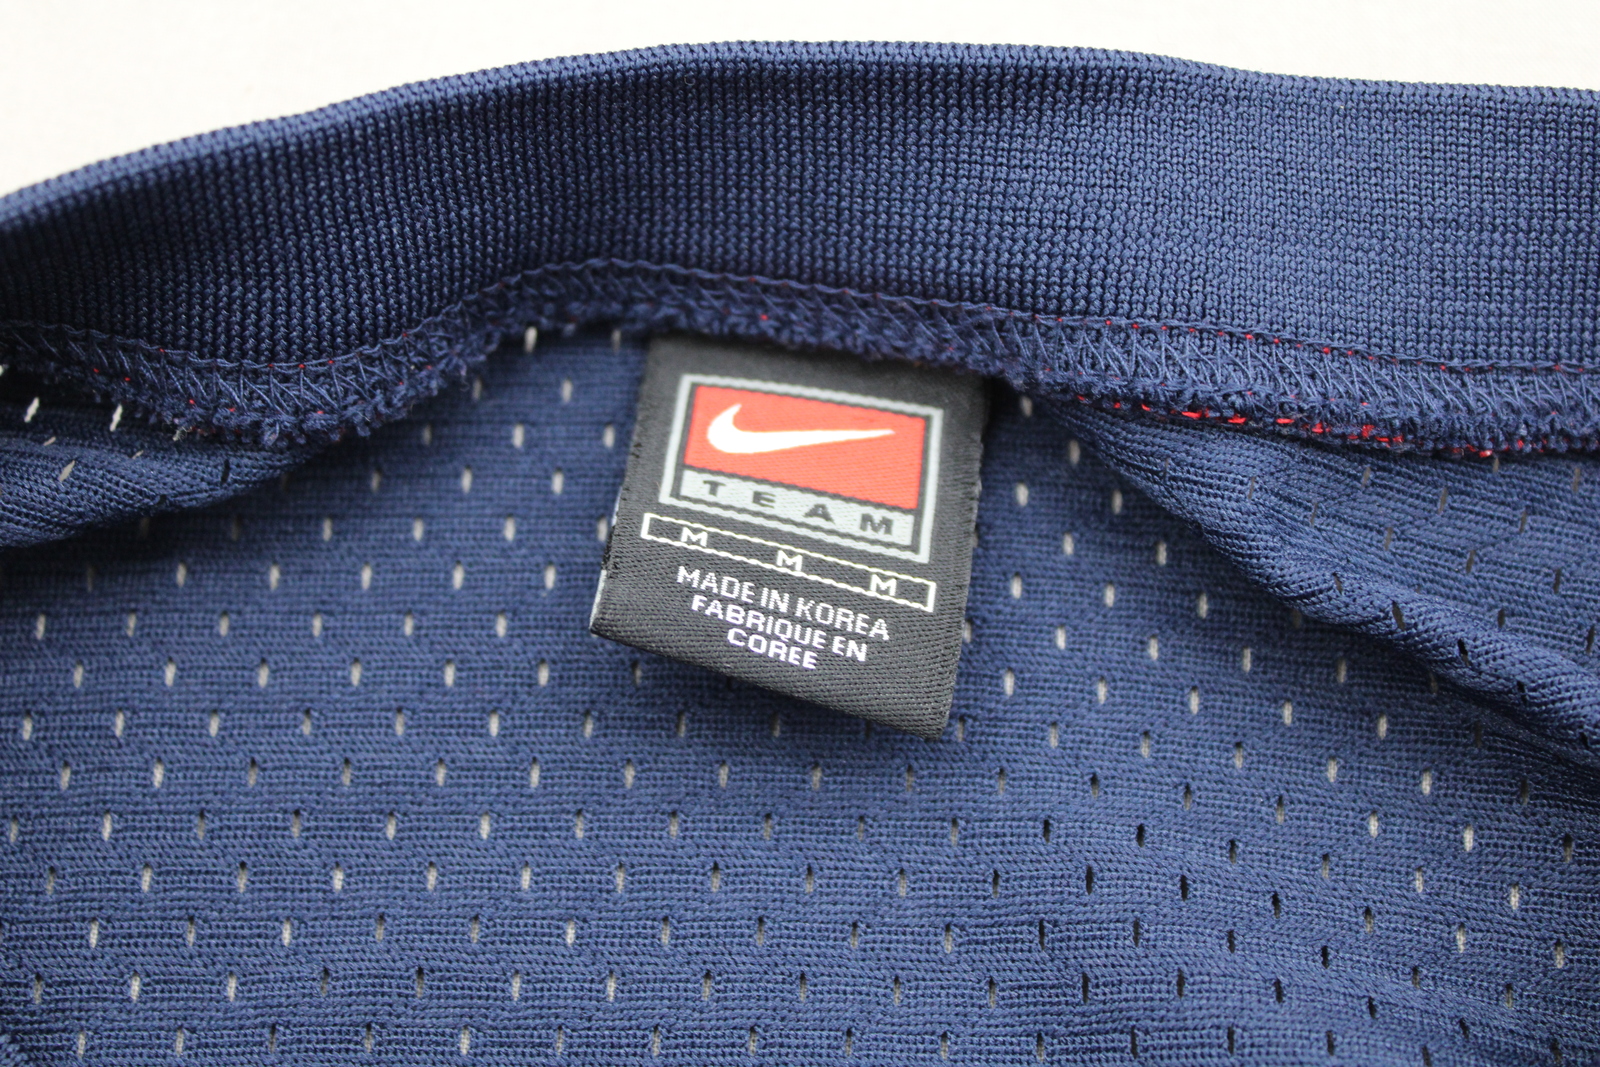 TEAM
M M M
MADE IN KOREA
FABRIQUE EN
COREE